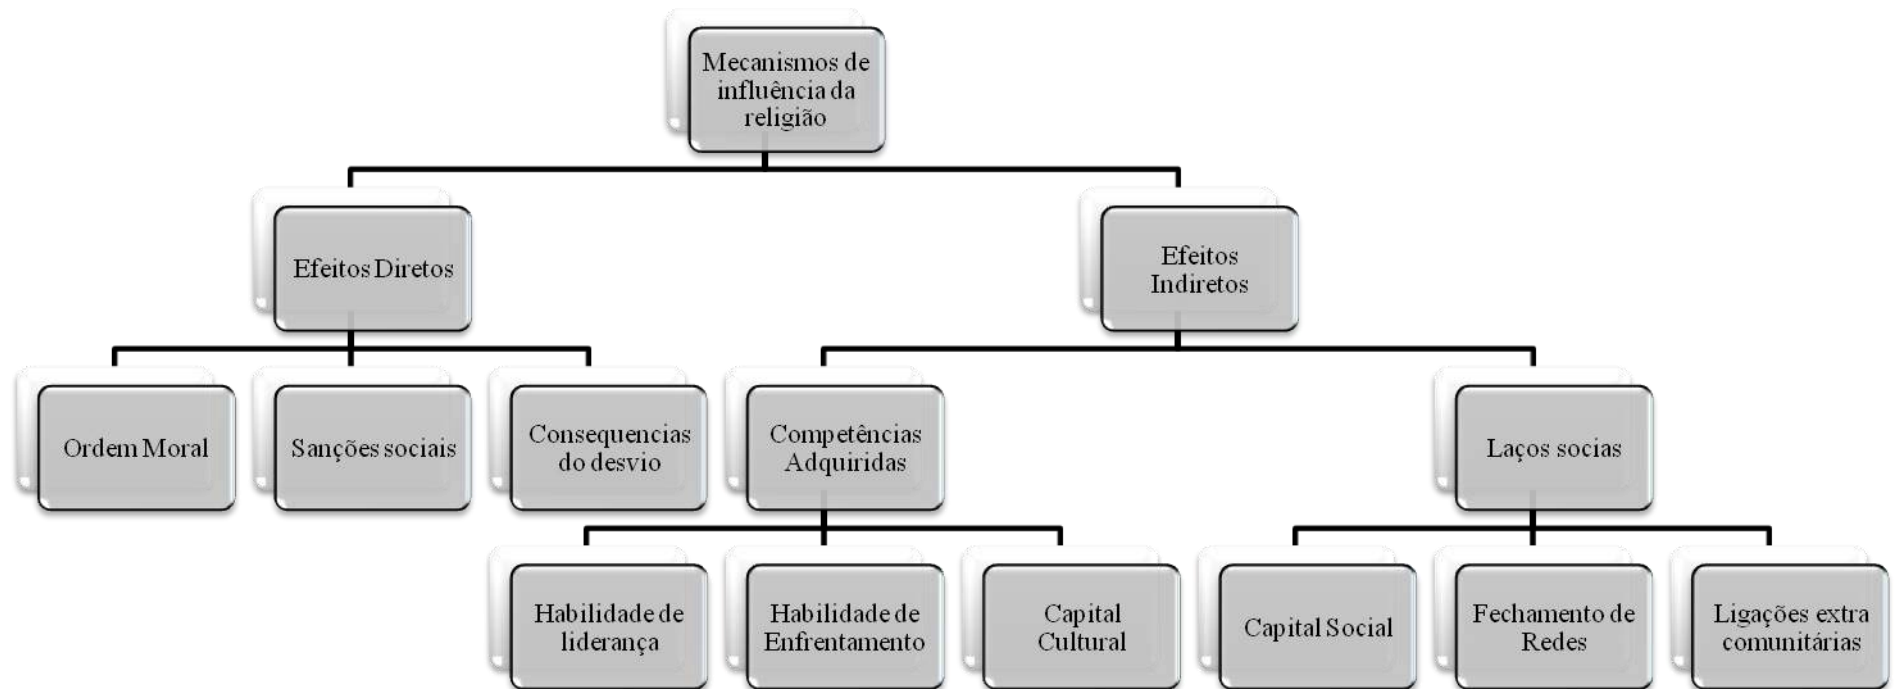 Mecanismos de
influência da
religião
Efeitos Diretos
Efeitos
Indiretos
Ordem Moral
Sanções sociais
Consequencias
do desvio
Competências
Adquiridas
Laços socias
Habilidade de
liderança
Habilidade de
Enfrentamento
Capital
Cultural
Capital Social
Fechamento de
Redes
Ligações extra
comunitárias